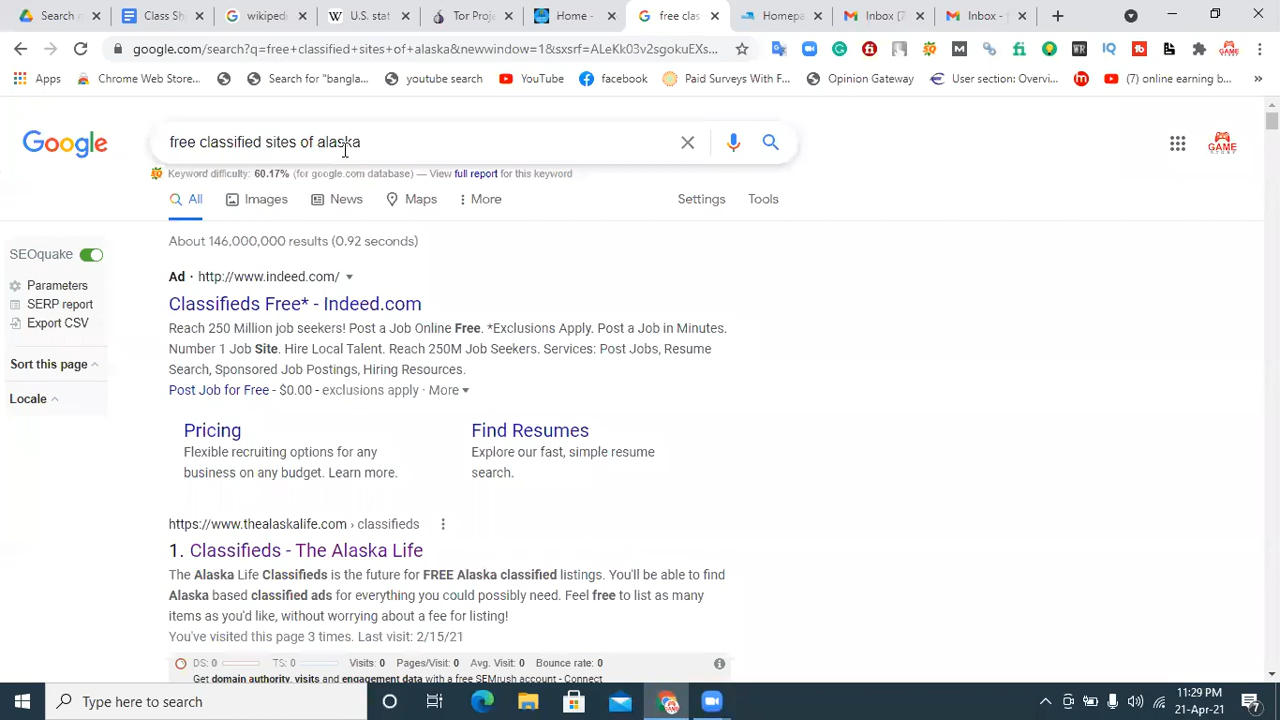 Search r
Class Sh
wikipedi
U.S. stat
Tor Proje
Home -
free clas
Homepa
Inbox (7
Inbox -
google.com/search?q=free+classified+sites+of+alaska&newwindow=1&sxsrf=ALeKk03v2sgokuEXs...
Apps
Chrome Web Store...
Search for "bangla...
youtube.search
YouTube
facebook
Paid Surveys With F...
Opinion Gateway
User section: Overvi...
(7) online earning b...
»
Google
free classified sites of alaska
GAME STORY
Keyword difficulty: 60.17% (for google.com database) — View full report for this keyword
All
Images
News
Maps
More
Settings
Tools
About 146,000,000 results (0.92 seconds)
SEOquake
Parameters
SERP report
Export CSV
Sort this page
Locale
Ad · http://www.indeed.com/
Classifieds Free* - Indeed.com
Reach 250 Million job seekers! Post a Job Online Free. *Exclusions Apply. Post a Job in Minutes.
Number 1 Job Site. Hire Local Talent. Reach 250M Job Seekers. Services: Post Jobs, Resume
Search, Sponsored Job Postings, Hiring Resources.
Post Job for Free - $0.00 - exclusions apply · More
Pricing
Flexible recruiting options for any
business on any budget. Learn more.
Find Resumes
Explore our fast, simple resume
search.
https://www.thealaskalife.com › classifieds
1. Classifieds - The Alaska Life
The Alaska Life Classifieds is the future for FREE Alaska classified listings. You'll be able to find
Alaska based classified ads for everything you could possibly need. Feel free to list as many
items as you'd like, without worrying about a fee for listing!
You've visited this page 3 times. Last visit: 2/15/21
DS: 0 TS: 0 Visits: 0 Pages/Visit: 0 Avg. Visit: 0 Bounce rate: 0
Get domain authority, visits and engagement data with a free SEMrush account - Connect
Type here to search
11:29 PM
21-Apr-21
7